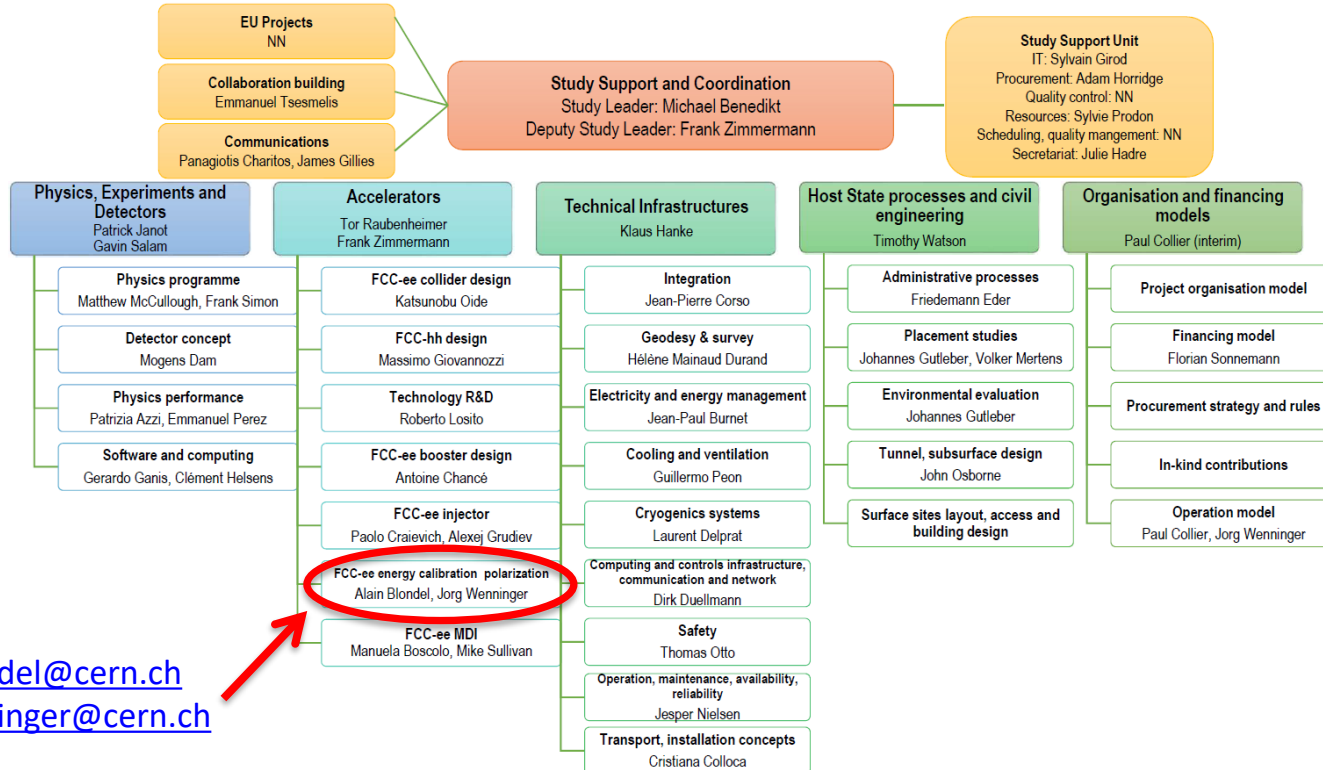 EU Projects
NN
Collaboration building
Emmanuel Tsesmelis
Communications
Panagiotis Charitos, James Gillies
Study Support and Coordination
Study Leader: Michael Benedikt
Deputy Study Leader: Frank Zimmermann
Study Support Unit
IT: Sylvain Girod
Procurement: Adam Horridge
Quality control: NN
Resources: Sylvie Prodon
Scheduling, quality mangement: NN
Secretariat: Julie Hadre
Physics, Experiments and
Detectors
Patrick Janot
Gavin Salam
Physics programme
Matthew McCullough, Frank Simon
Detector concept
Mogens Dam
Physics performance
Patrizia Azzi, Emmanuel Perez
Software and computing
Gerardo Ganis, Clément Helsens
Accelerators
Tor Raubenheimer
Frank Zimmermann
FCC-ee collider design
Katsunobu Oide
FCC-hh design
Massimo Giovannozzi
Technology R&D
Roberto Losito
FCC-ee booster design
Antoine Chancé
FCC-ee injector
Paolo Craievich, Alexej Grudiev
FCC-ee energy calibration polarization
Alain Blondel, Jorg Wenninger
FCC-ee MDI
Manuela Boscolo, Mike Sullivan
Technical Infrastructures
Klaus Hanke
Integration
Jean-Pierre Corso
Geodesy & survey
Hélène Mainaud Durand
Electricity and energy management
Jean-Paul Burnet
Cooling and ventilation
Guillermo Peon
Cryogenics systems
Laurent Delprat
Computing and controls infrastructure,
communication and network
Dirk Duellmann
Safety
Thomas Otto
Operation, maintenance, availability,
reliability
Jesper Nielsen
Transport, installation concepts
Cristiana Colloca
Host State processes and civil
engineering
Timothy Watson
Administrative processes
Friedemann Eder
Placement studies
Johannes Gutleber, Volker Mertens
Environmental evaluation
Johannes Gutleber
Tunnel, subsurface design
John Osborne
Surface sites layout, access and
building design
Organisation and financing
models
Paul Collier (interim)
Project organisation model
Financing model
Florian Sonnemann
Procurement strategy and rules
In-kind contributions
Operation model
Paul Collier, Jorg Wenninger
del@cern.ch
inger@cern.ch